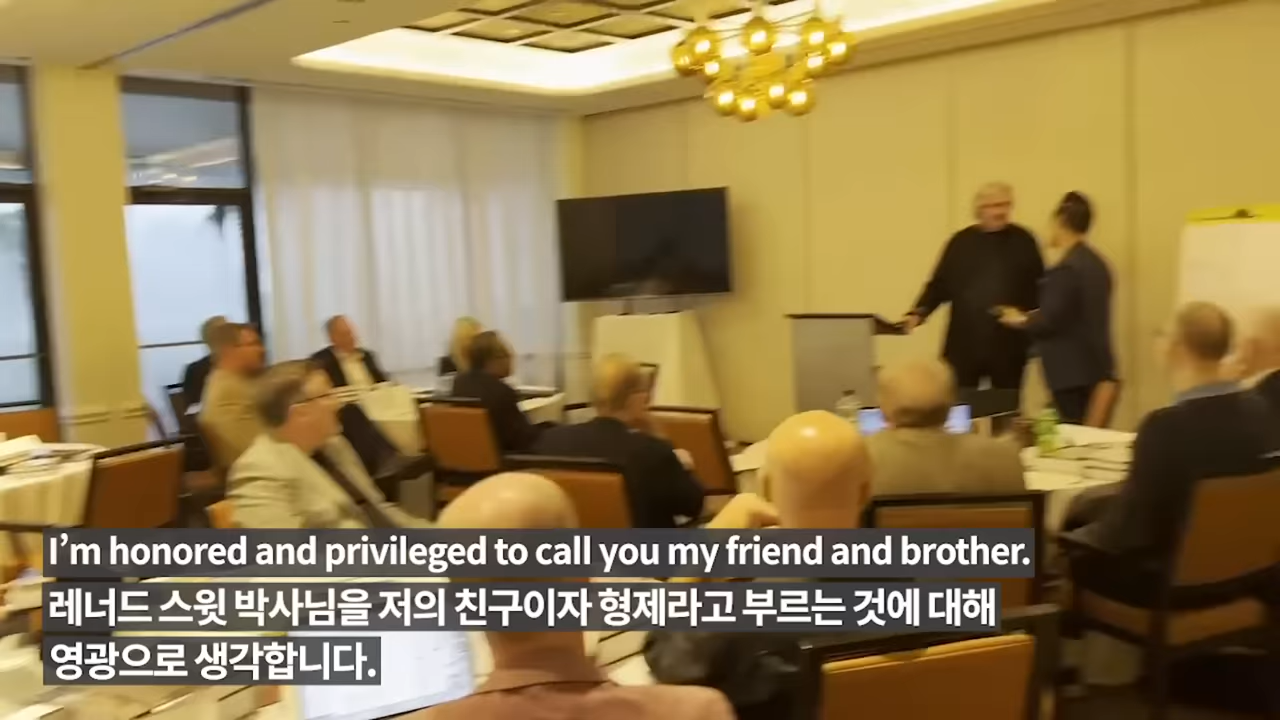 I’m honored and privileged to call you my friend and brother.
레너드 스윗 박사님을 저의 친구이자 형제라고 부르는 것에 대해
영광으로 생각합니다.